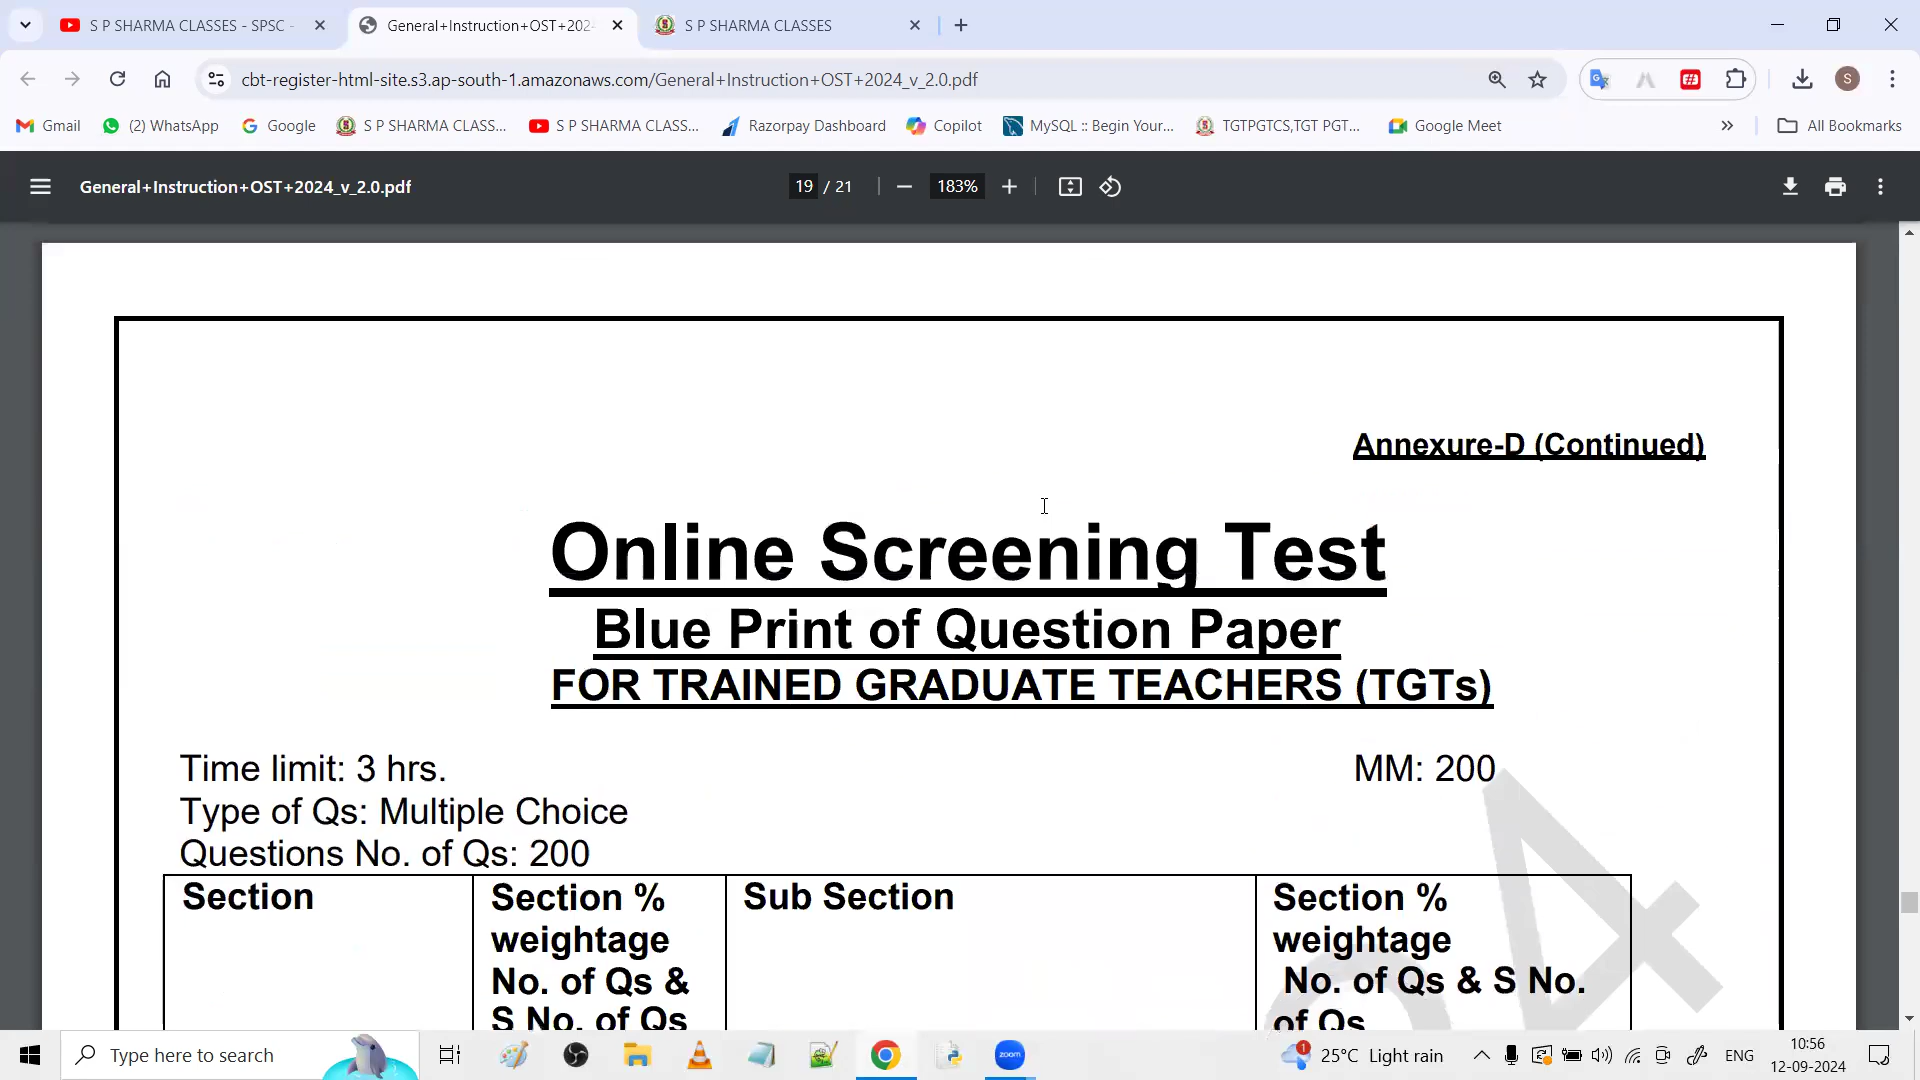 S P SHARMA CLASSES - SPSC -
General+Instruction+OST+202
S P SHARMA CLASSES
cbt-register-html-site.s3.ap-south-1.amazonaws.com/General+Instruction+OST+2024_v_2.0.pdf
S
Gmail
(2) WhatsApp
Google
S P SHARMA CLASS...
S P SHARMA CLASS...
Razorpay Dashboard
Copilot
MySQL :: Begin Your...
TGTPGTCS,TGT PGT...
Google Meet
All Bookmarks
General+Instruction+OST+2024_v_2.0.pdf
19 / 21
183%
Annexure-D (Continued)
Online Screening Test
Blue Print of Question Paper
FOR TRAINED GRADUATE TEACHERS (TGTs)
Time limit: 3 hrs.
MM: 200
Type of Qs: Multiple Choice
Questions No. of Qs: 200
Section
Section %
weightage
No. of Qs &
S No. of Qs
Sub Section
Section %
weightage
No. of Qs & S No.
of Qs
Type here to search
zoom
1
25°C Light rain
ENG
10:56
12-09-2024